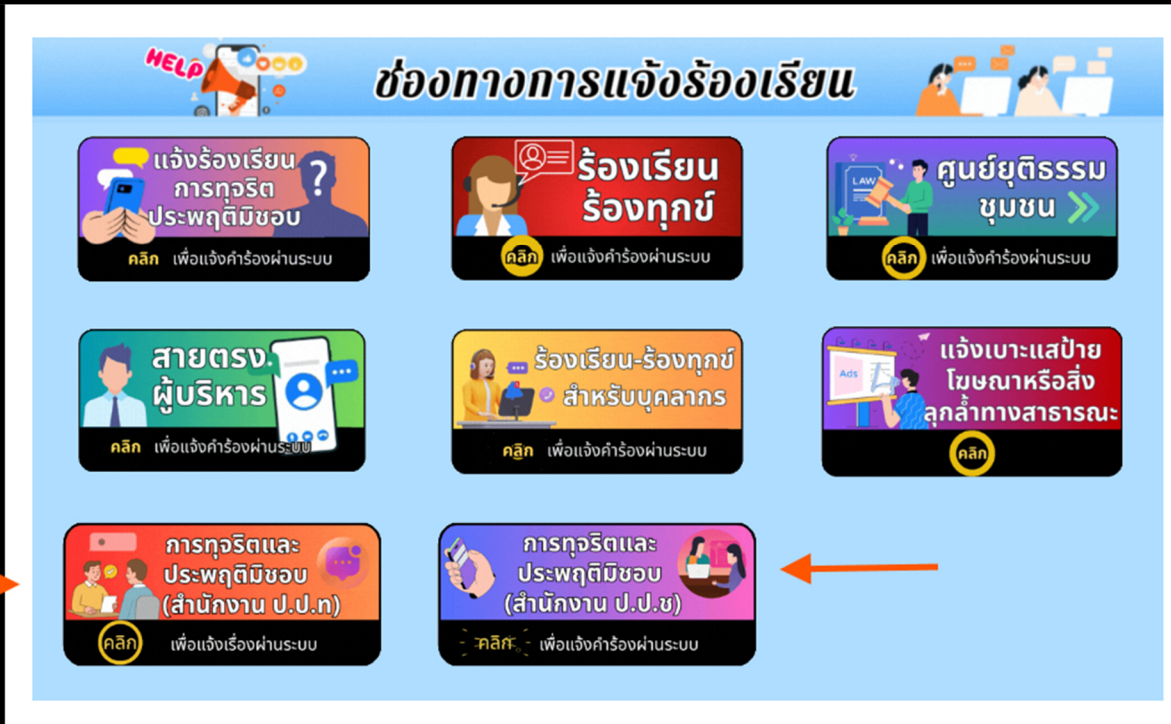 HELP
ช่องทางการแจ้งร้องเรียน
แจ้งร้องเรียน
การทุจริต
ประพฤติมิชอบ
?
คลิก เพื่อแจ้งคำร้องผ่านระบบ
ร้องเรียน
ร้องทุกข์
คลิก เพื่อแจ้งคำร้องผ่านระบบ
LAW
ศูนย์ยุติธรรม
ชุมชน
คลิก เพื่อแจ้งคำร้องผ่านระบบ
สายตรง
ผู้บริหาร
คลิก เพื่อแจ้งคำร้องผ่านระบบ
ร้องเรียน-ร้องทุกข์
สำหรับบุคลากร
คลิก เพื่อแจ้งคำร้องผ่านระบบ
Ads
แจ้งเบาะแสป้าย
โฆษณาหรือสิ่ง
ลุกล้ำทางสาธารณะ
คลิก
การทุจริตและ
ประพฤติมิชอบ
(สำนักงาน ป.ป.ท)
คลิก เพื่อแจ้งเรื่องผ่านระบบ
การทุจริตและ
ประพฤติมิชอบ
(สำนักงาน ป.ป.ช)
คลิก เพื่อแจ้งคำร้องผ่านระบบ